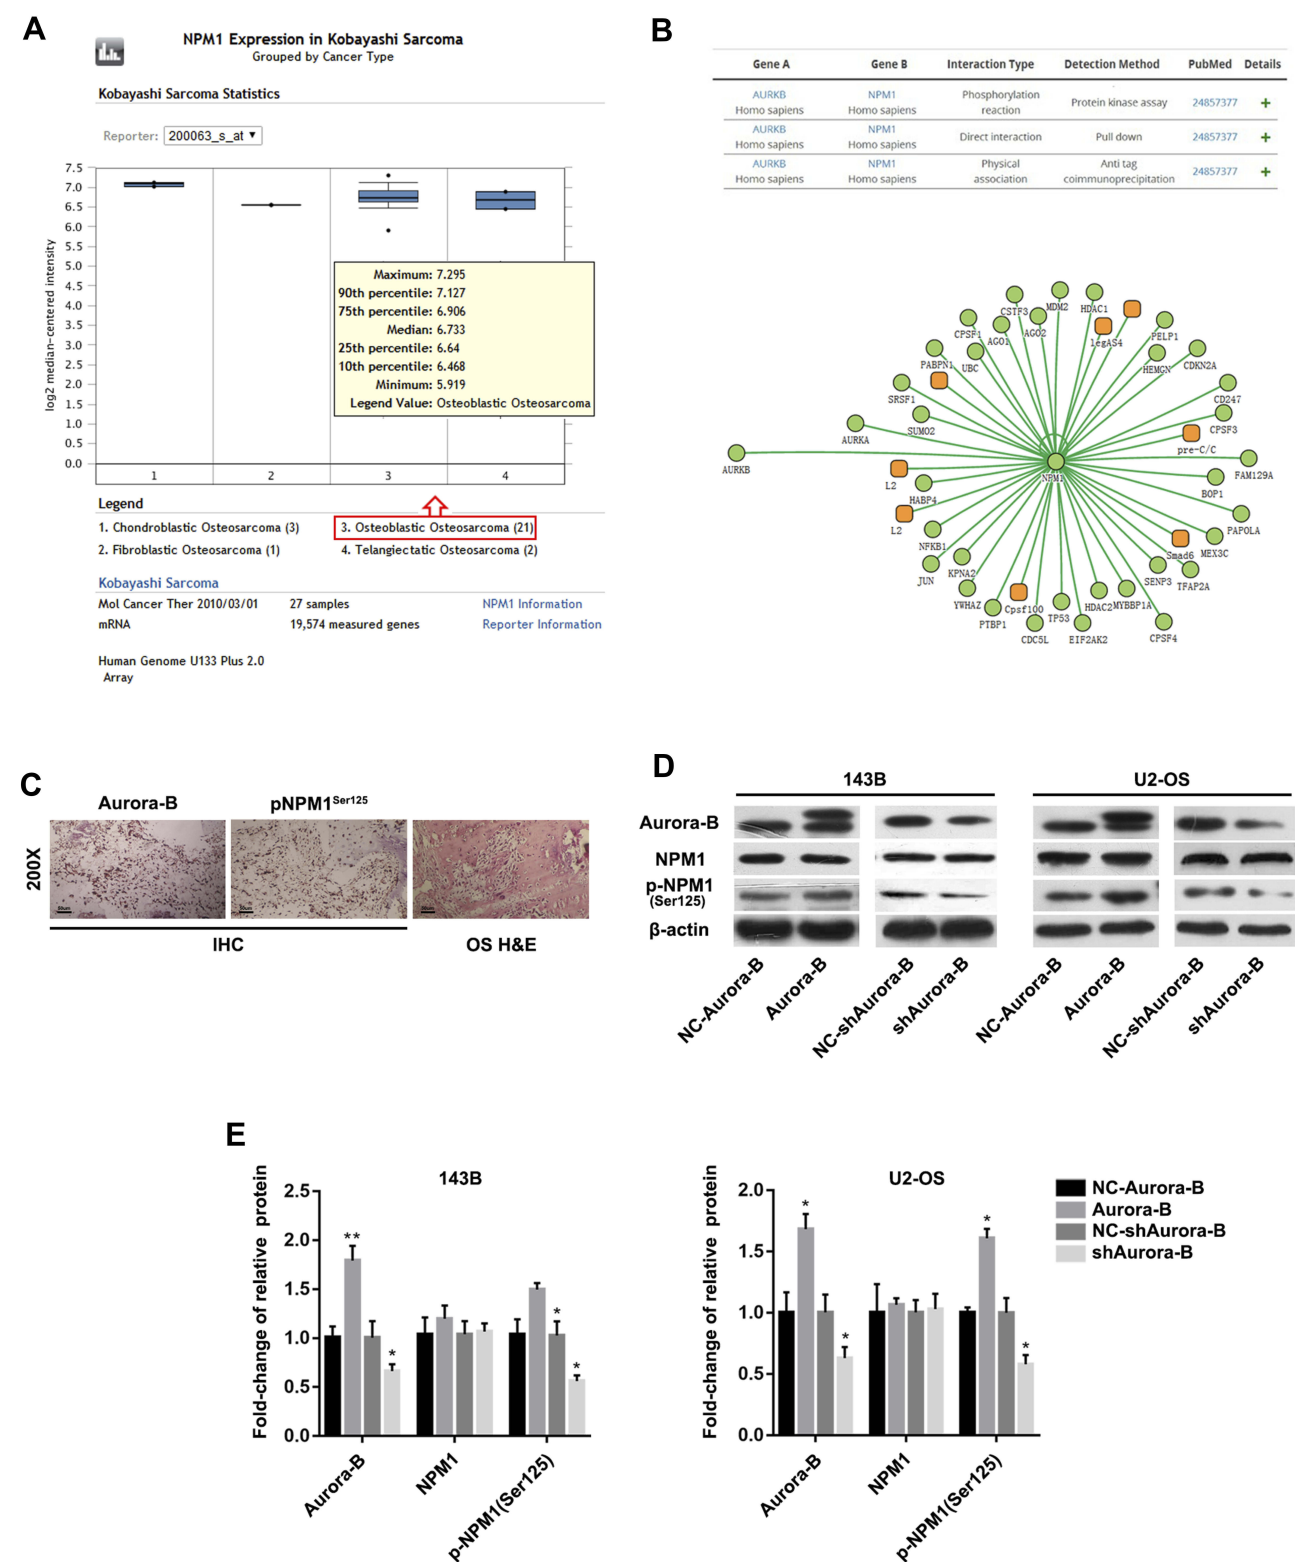 A
NPM1 Expression in Kobayashi Sarcoma
Grouped by Cancer Type
Kobayashi Sarcoma Statistics
Reporter: 200063_s_at ▼
log2 median-centered intensity
7.5
7.0
6.5
6.0
5.5
5.0
4.5
4.0
3.5
3.0
2.5
2.0
1.5
1.0
0.5
0.0
1 2 3 4
Maximum: 7.295
90th percentile: 7.127
75th percentile: 6.906
Median: 6.733
25th percentile: 6.64
10th percentile: 6.468
Minimum: 5.919
Legend Value: Osteoblastic Osteosarcoma
Legend
1. Chondroblastic Osteosarcoma (3) 3. Osteoblastic Osteosarcoma (21)
2. Fibroblastic Osteosarcoma (1) 4. Telangiectatic Osteosarcoma (2)
Kobayashi Sarcoma
Mol Cancer Ther 2010/03/01 27 samples NPM1 Information
mRNA 19,574 measured genes Reporter Information
Human Genome U133 Plus 2.0
Array
B
Gene A Gene B Interaction Type Detection Method PubMed Details
AURKB NPM1 Phosphorylation
Homo sapiens Homo sapiens reaction Protein kinase assay 24857377 +
AURKB NPM1
Homo sapiens Homo sapiens Direct interaction Pull down 24857377 +
AURKB NPM1 Physical Anti tag
Homo sapiens Homo sapiens association coimmunoprecipitation 24857377 +
CSTF3
MDM2
HDAC1
CPSF1
AGO1
AGO2
legAS4
PELP1
PABPN1
UBC
HEMGN
CDKN2A
SRSF1
SUMO2
CD247
CPSF3
AURKA
pre-C/C
AURKB
NPM1
FAM129A
L2
HABP4
BOP1
L2
NFKB1
PAPOLA
MEX3C
Smad6
JUN
KPNA2
SENP3
TFAP2A
YWHAZ
PTBP1
Cpsf100
TP53
HDAC2
MYBBP1A
CDC5L
EIF2AK2
CPSF4
C
Aurora-B pNPM1Ser125
200X
50um
50um
50um
IHC OS H&E
D
143B U2-OS
Aurora-B
NPM1
p-NPM1
(Ser125)
β-actin
NC-Aurora-B
Aurora-B
NC-shAurora-B
shAurora-B
NC-Aurora-B
Aurora-B
NC-shAurora-B
shAurora-B
E
143B
Fold-change of relative protein
2.5
2.0
1.5
1.0
0.5
0.0
**
*
*
*
Aurora-B
NPM1
p-NPM1(Ser125)
U2-OS
Fold-change of relative protein
2.0
1.5
1.0
0.5
0.0
*
*
*
*
Aurora-B
NPM1
p-NPM1(Ser125)
NC-Aurora-B
Aurora-B
NC-shAurora-B
shAurora-B